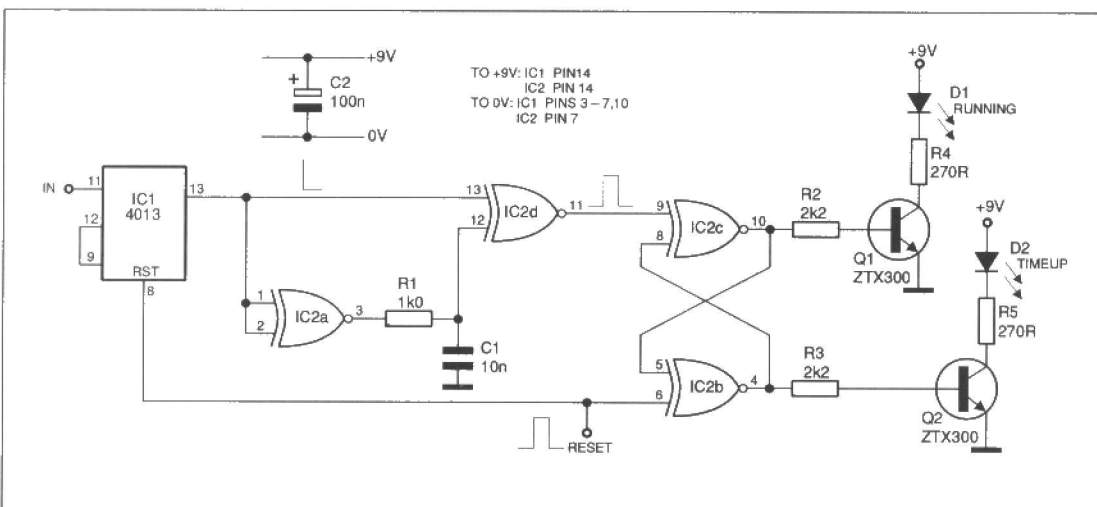 +9V
+
C2
100n
0V
TO +9V: IC1 PIN14
IC2 PIN 14
TO 0V: IC1 PINS 3–7,10
IC2 PIN 7
+9V
D1
RUNNING
R4
270R
IN
11
IC1
4013
13
12
9
RST
8
13
12
IC2d
11
9
8
IC2c
10
R2
2k2
Q1
ZTX300
+9V
D2
TIMEUP
R5
270R
1
2
IC2a
3
R1
1k0
C1
10n
5
6
IC2b
4
R3
2k2
Q2
ZTX300
RESET